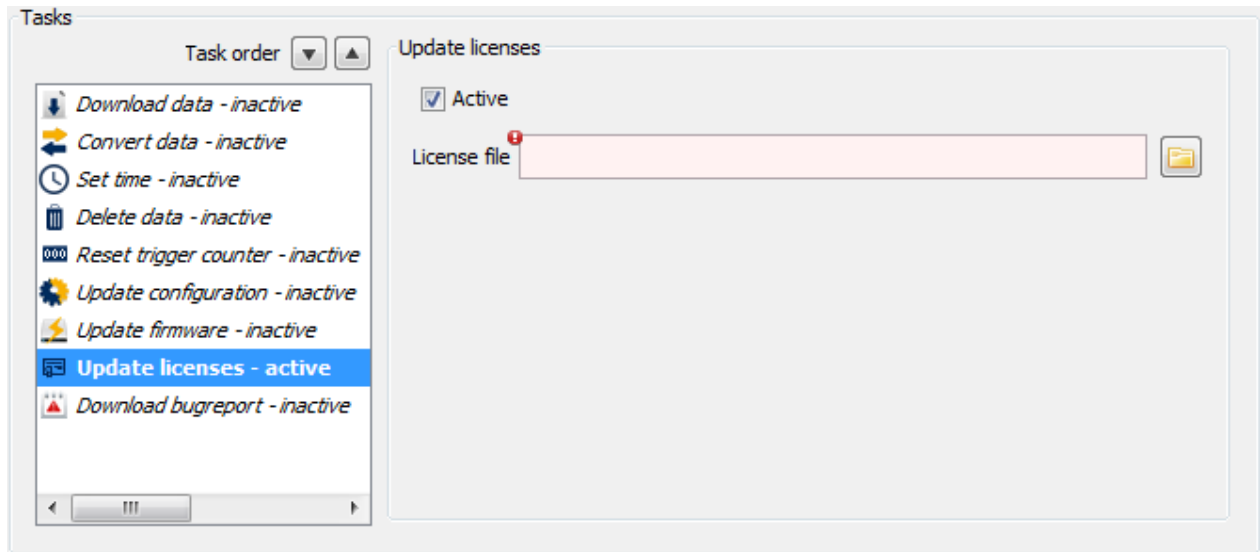 Tasks
Task order
Download data - inactive
Convert data - inactive
Set time - inactive
Delete data - inactive
000 Reset trigger counter - inactive
Update configuration - inactive
Update firmware - inactive
Update licenses - active
Download bugreport - inactive
Update licenses
Active
License file